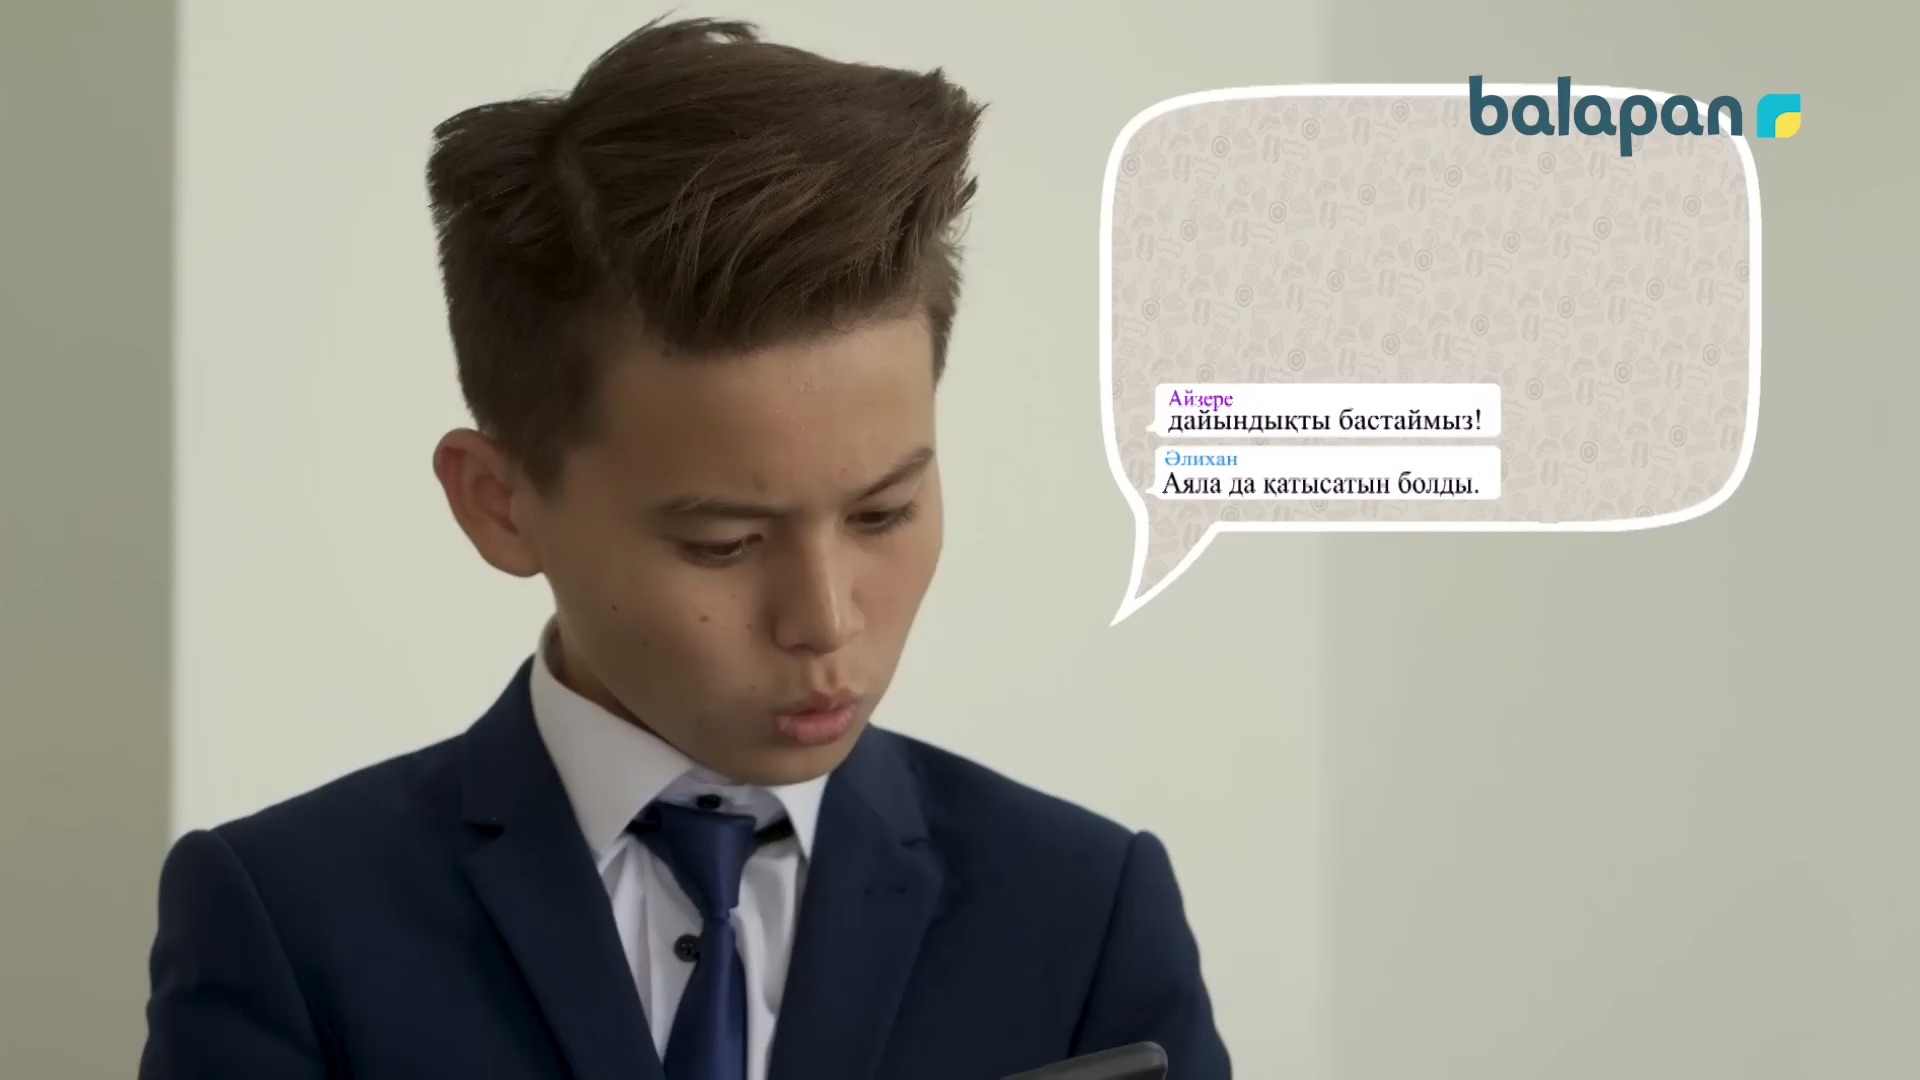 balapan
Айзере
дайындықты бастаймыз!
Әлихан
Аяла да қатысатын болды.